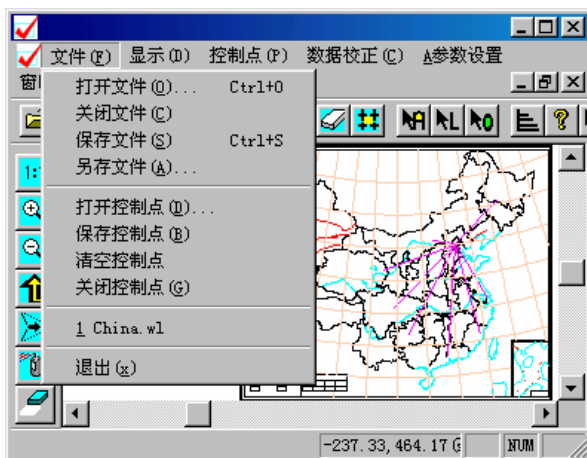 文件(F) 显示(D) 控制点(P) 数据校正(C) A参数设置
窗
打开文件(O)... Ctrl+O
关闭文件(C)
保存文件(S) Ctrl+S
另存文件(A)...
打开控制点(D)...
保存控制点(B)
清空控制点
关闭控制点(G)
1 China.wl
退出(x)
1:
A L
-237.33,464.17 NUM